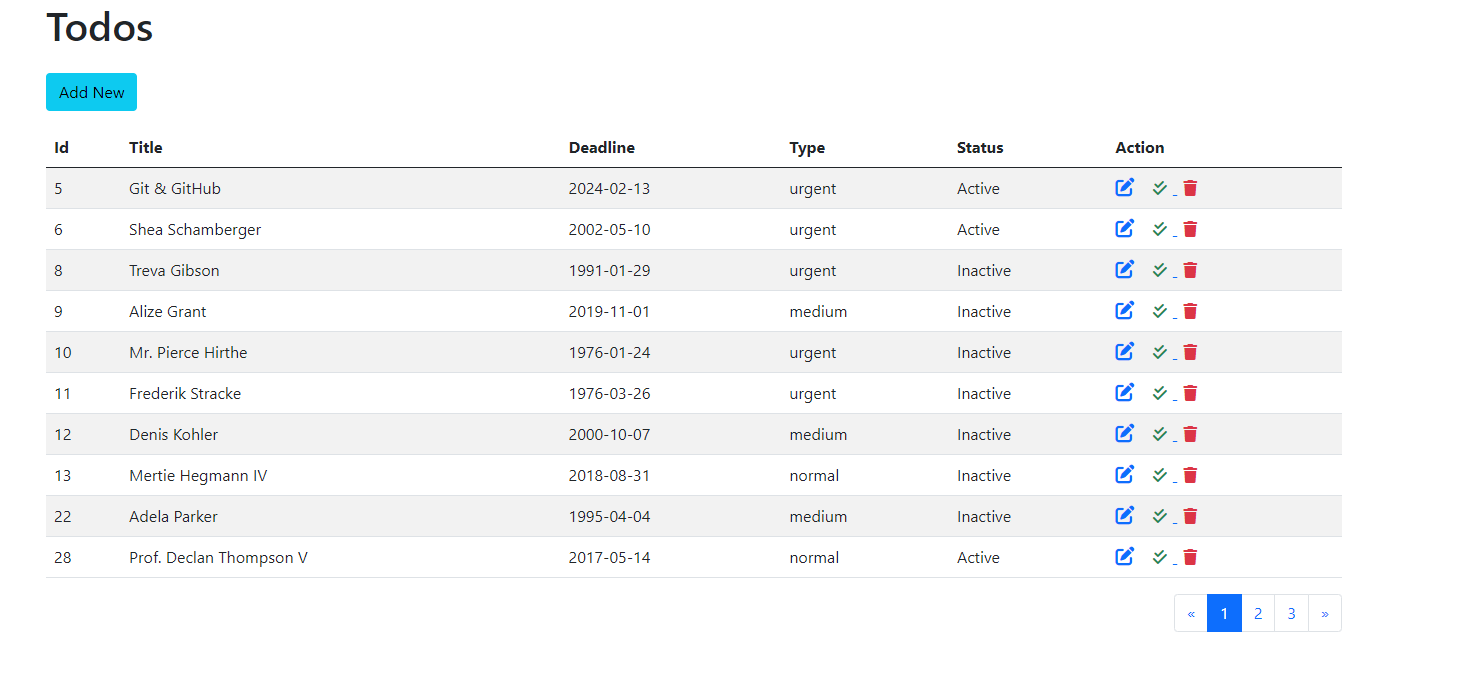 Todos
Add New
Id Title Deadline Type Status Action
5 Git & GitHub 2024-02-13 urgent Active
6 Shea Schamberger 2002-05-10 urgent Active
8 Treva Gibson 1991-01-29 urgent Inactive
9 Alize Grant 2019-11-01 medium Inactive
10 Mr. Pierce Hirthe 1976-01-24 urgent Inactive
11 Frederik Stracke 1976-03-26 urgent Inactive
12 Denis Kohler 2000-10-07 medium Inactive
13 Mertie Hegmann IV 2018-08-31 normal Inactive
22 Adela Parker 1995-04-04 medium Inactive
28 Prof. Declan Thompson V 2017-05-14 normal Active
« 1 2 3 »